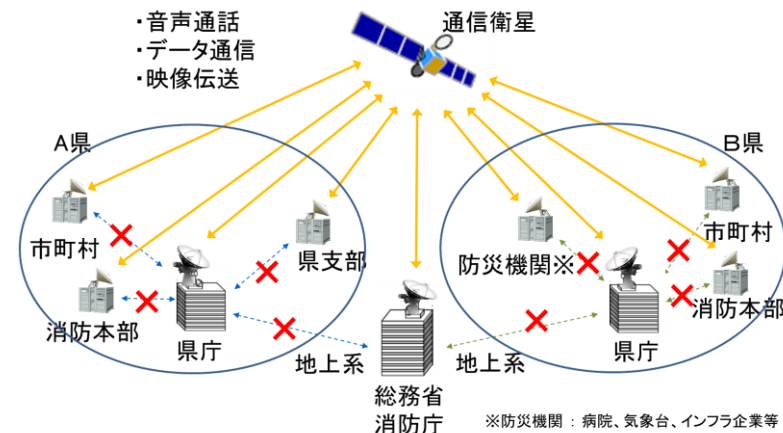 ・音声通話
・データ通信
・映像伝送
通信衛星
A県
B県
市町村
県支部
消防本部
県庁
地上系
総務省
消防庁
地上系
防災機関※
市町村
消防本部
県庁
※防災機関 : 病院、気象台、インフラ企業等